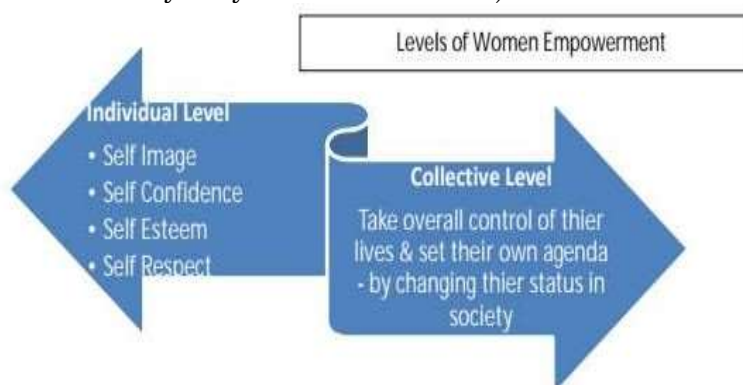 Levels of Women Empowerment
Individual Level
• Self Image
• Self Confidence
• Self Esteem
• Self Respect
Collective Level
Take overall control of thier
lives & set their own agenda
- by changing thier status in
society